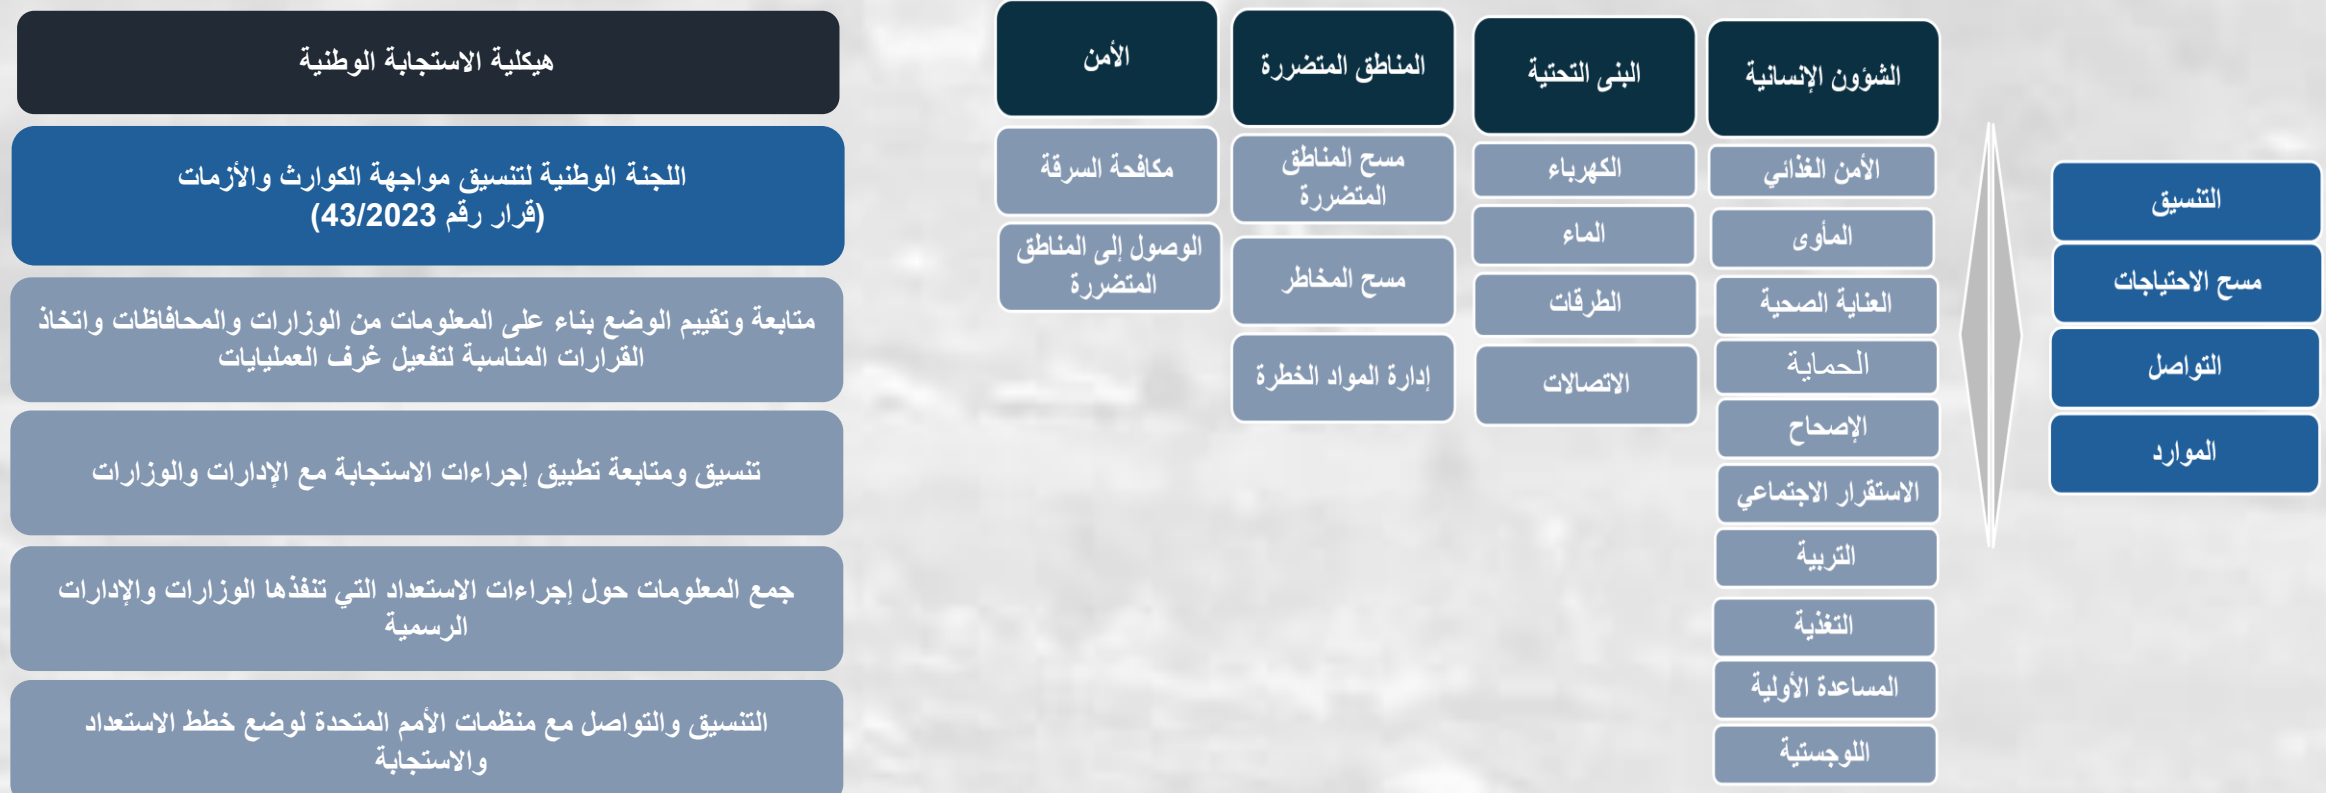 هيكلية الاستجابة الوطنية
اللجنة الوطنية لتنسيق مواجهة الكوارث والأزمات
(قرار رقم 43/2023)
متابعة وتقييم الوضع بناء على المعلومات من الوزارات والمحافظات واتخاذ
القرارات المناسبة لتفعيل غرف العمليايات
تنسيق ومتابعة تطبيق إجراءات الاستجابة مع الإدارات والوزارات
جمع المعلومات حول إجراءات الاستعداد التي تنفذها الوزارات والإدارات
الرسمية
التنسيق والتواصل مع منظمات الأمم المتحدة لوضع خطط الاستعداد
والاستجابة
التنسيق
مسح الاحتياجات
التواصل
الموارد
الشؤون الإنسانية
الأمن الغذائي
المأوى
العناية الصحية
الحماية
الإصحاح
الاستقرار الاجتماعي
التربية
التغذية
المساعدة الأولية
اللوجستية
البنى التحتية
الكهرباء
الماء
الطرقات
الاتصالات
المناطق المتضررة
مسح المناطق
المتضررة
مسح المخاطر
إدارة المواد الخطرة
الأمن
مكافحة السرقة
الوصول إلى المناطق
المتضررة